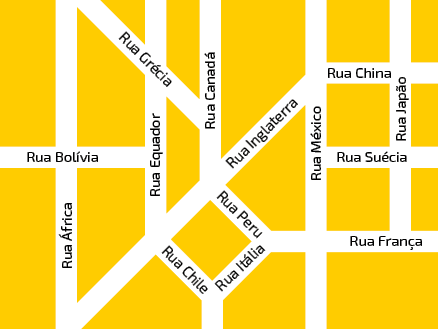 Rua Grécia
Rua Canadá
Rua China
Rua Japão
Rua Inglaterra
Rua México
Rua Equador
Rua Bolívia
Rua Suécia
Rua África
Rua Peru
Rua França
Rua Chile
Rua Itália